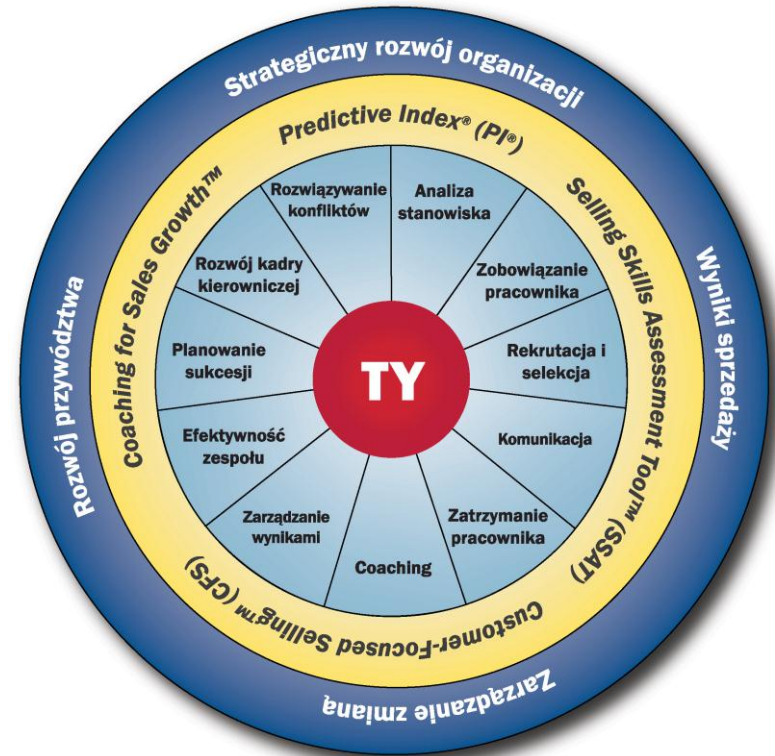 Strategiczny rozwój organizacji
Wyniki sprzedaży
Zarządzanie zmianą
Rozwój przywództwa
Predictive Index® (PI®)
Selling Skills Assessment Tool™ (SSAT)
Customer-Focused Selling™ (CFS)
Coaching for Sales Growth™
Analiza
stanowiska
Zobowiązanie
pracownika
Rekrutacja i
selekcja
Komunikacja
Zatrzymanie
pracownika
Coaching
Zarządzanie
wynikami
Efektywność
zespołu
Planowanie
sukcesji
Rozwój kadry
kierowniczej
Rozwiązywanie
konfliktów
TY